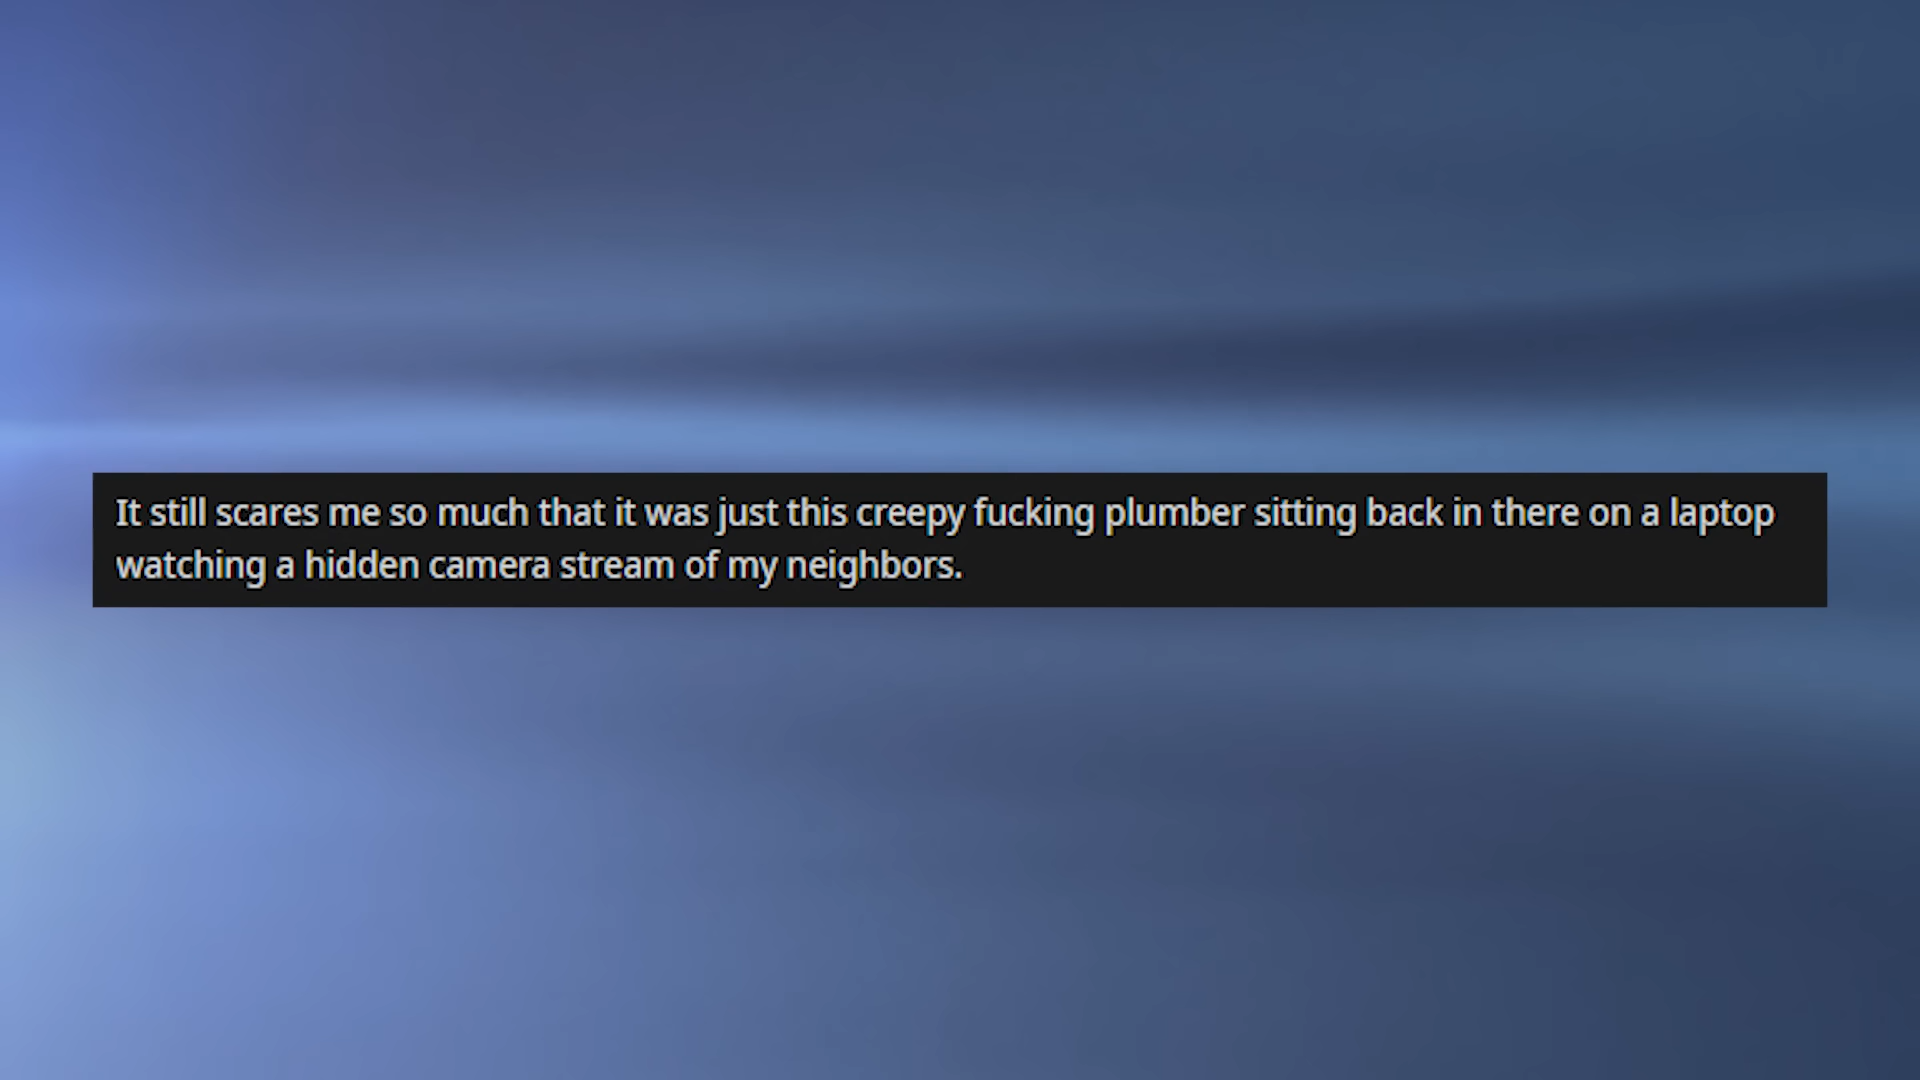 It still scares me so much that it was just this creepy fucking plumber sitting back in there on a laptop
watching a hidden camera stream of my neighbors.